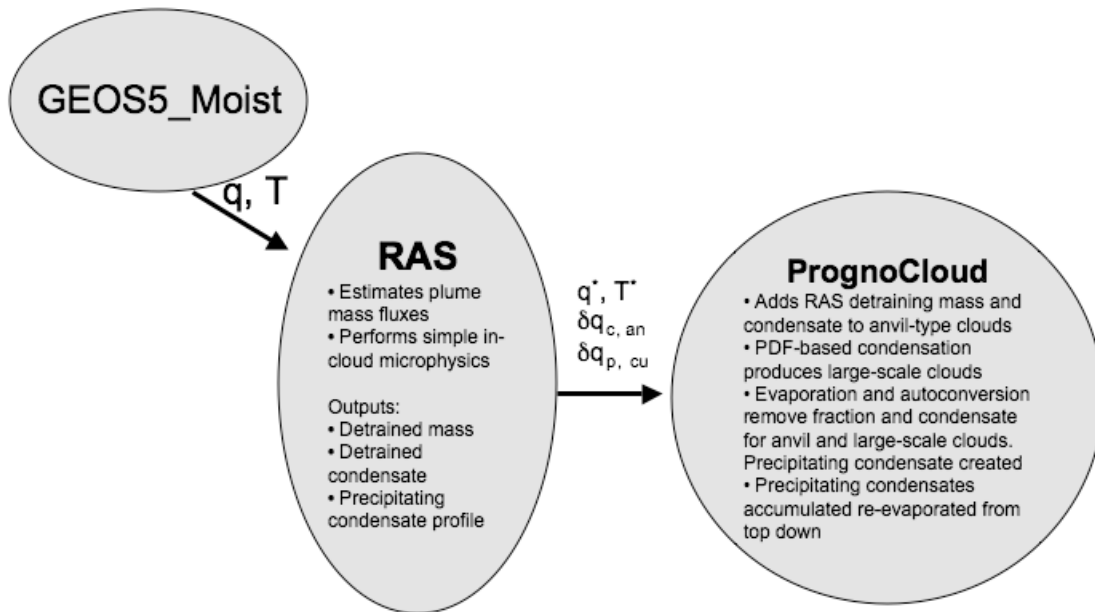 GEOS5_Moist
q, T
RAS
• Estimates plume
mass fluxes
• Performs simple in-
cloud microphysics
Outputs:
• Detrained mass
• Detrained
condensate
• Precipitating
condensate profile
q*, T*
δq c, an
δq p, cu
PrognoCloud
• Adds RAS detraining mass and
condensate to anvil-type clouds
• PDF-based condensation
produces large-scale clouds
• Evaporation and autoconversion
remove fraction and condensate
for anvil and large-scale clouds.
Precipitating condensate created
• Precipitating condensates
accumulated re-evaporated from
top down